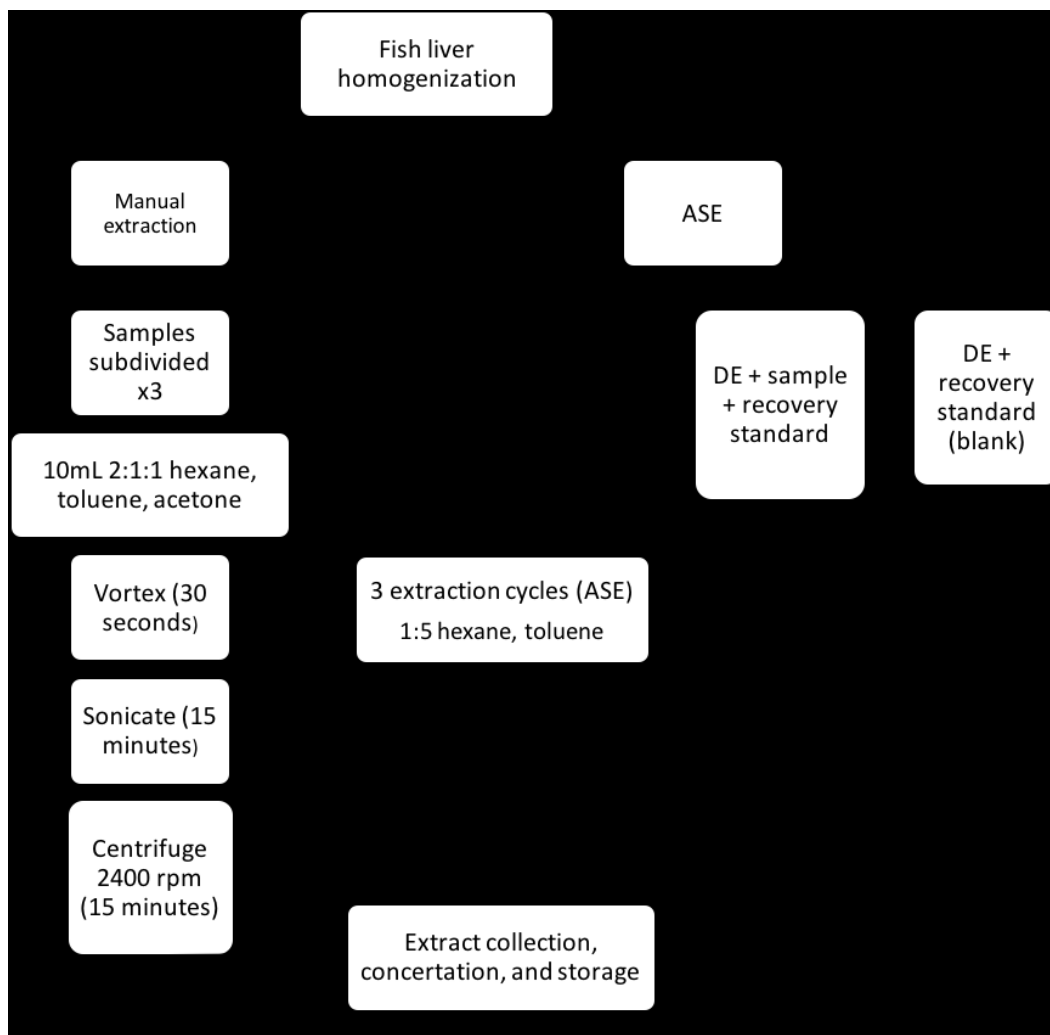 Fish liver
homogenization
Manual
extraction
ASE
Samples
subdivided
x3
DE + sample
+ recovery
standard
DE +
recovery
standard
(blank)
10mL 2:1:1 hexane,
toluene, acetone
Vortex (30
seconds)
3 extraction cycles (ASE)
1:5 hexane, toluene
Sonicate (15
minutes)
Centrifuge
2400 rpm
(15 minutes)
Extract collection,
concertation, and storage